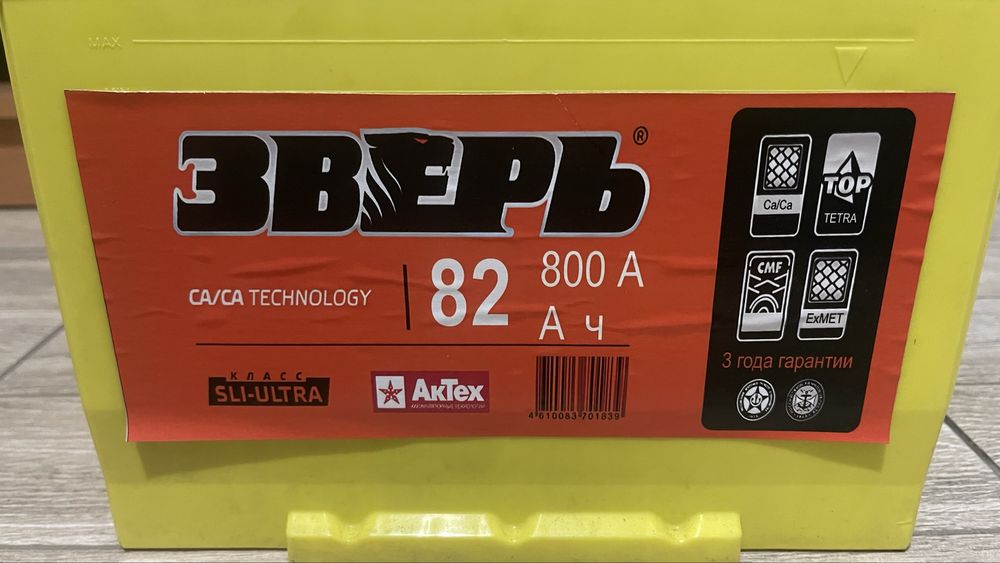 MAX
ЗВЕРЬ®
CA/CA TECHNOLOGY
82
800 А
А ч
КЛАСС
SLI-ULTRA
АкТех
4 610083 701839
Ca/Ca
TOP
TETRA
CMF
ExMET
3 года гарантии